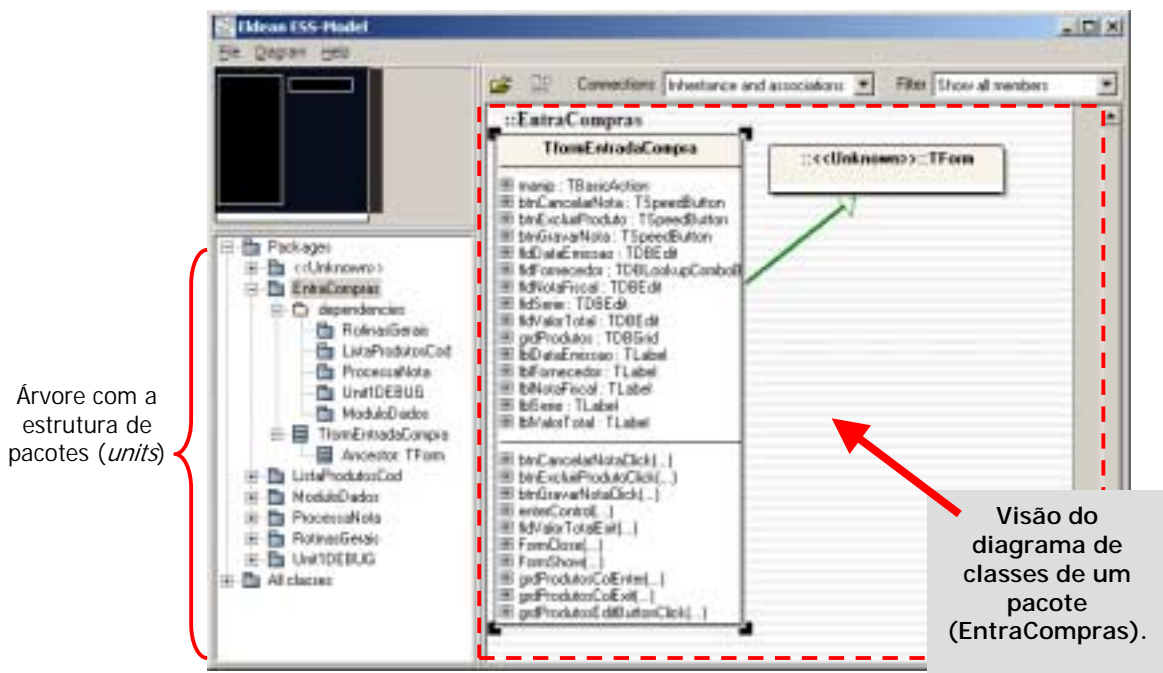 Eldean ESS-Model
File Diagram Help
Connections Inheritance and associations Filter Show all members
::EntraCompras
TformEntradaCompra
::<<Unknown>>::TForm
manip : TBasicAction
btnCancelarNota : TSpeedButton
btnExcluirProduto : TSpeedButton
btnGravarNota : TSpeedButton
fldDataEmissao : TDBEdit
fldFornecedor : TDBLookupComboB
fldNotaFiscal : TDBEdit
fldSerie : TDBEdit
fldValorTotal : TDBEdit
grdProdutos : TDBGrid
lblDataEmissao : TLabel
lblFornecedor : TLabel
lblNotaFiscal : TLabel
lblSerie : TLabel
lblValorTotal : TLabel
btnCancelarNotaClick(...)
btnExcluirProdutoClick(...)
btnGravarNotaClick(...)
enterControl(...)
fldValorTotalExit(...)
FormClose(...)
FormShow(...)
grdProdutosColEnter(...)
grdProdutosColExit(...)
grdProdutosEditButtonClick(...)
Packages
<<Unknown>>
EntraCompras
dependencies
RotinasGerais
ListaProdutosCod
ProcessaNota
Unit1DEBUG
ModuloDados
TformEntradaCompra
Ancestor: TForm
ListaProdutosCod
ModuloDados
ProcessaNota
RotinasGerais
Unit1DEBUG
All classes
Árvore com a
estrutura de
pacotes (units)
Visão do
diagrama de
classes de um
pacote
(EntraCompras).